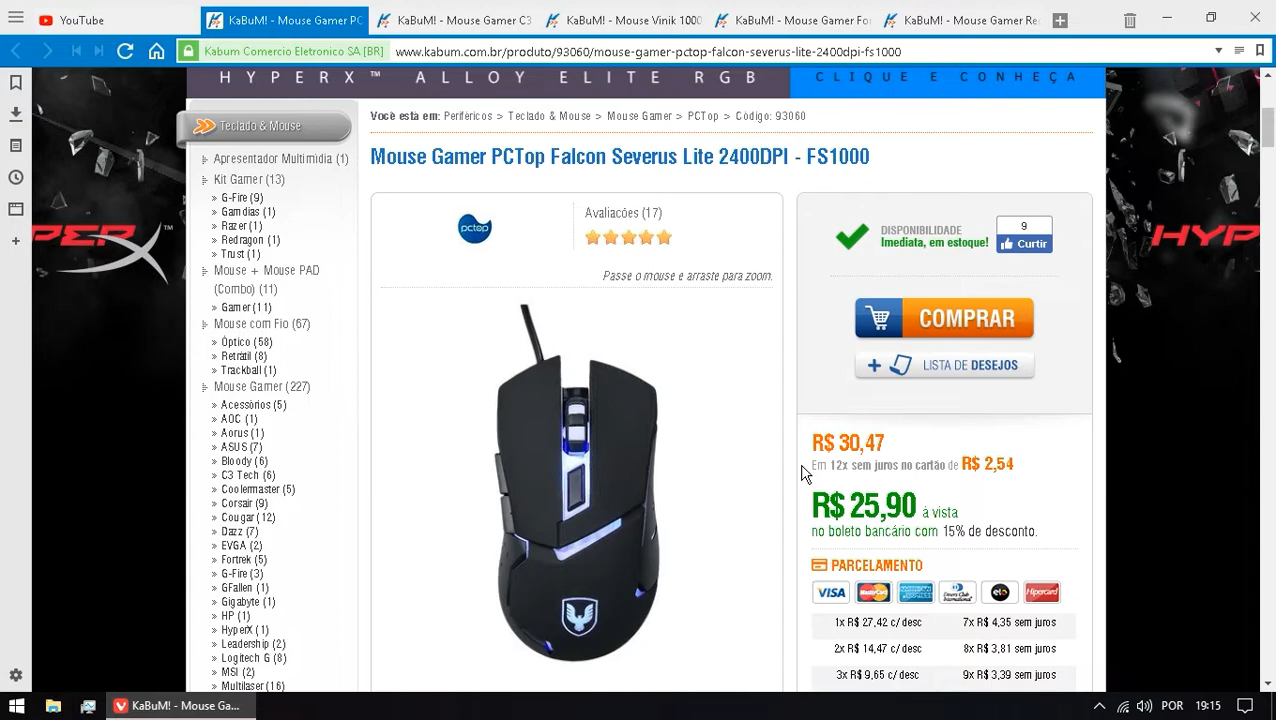 YouTube
KaBuM! - Mouse Gamer PC
KaBuM! - Mouse Gamer C3
KaBuM! - Mouse Vinik 1000
KaBuM! - Mouse Gamer For
KaBuM! - Mouse Gamer Re
Kabum Comercio Eletronico SA [BR]
www.kabum.com.br/produto/93060/mouse-gamer-pctop-falcon-severus-lite-2400dpi-fs1000
HYPERX™ ALLOY ELITE RGB
CLIQUE E CONHEÇA
Teclado & Mouse
Apresentador Multimídia (1)
Kit Gamer (13)
» G-Fire (9)
» Gamdias (1)
» Razer (1)
» Redragon (1)
» Trust (1)
Mouse + Mouse PAD
(Combo) (11)
» Gamer (11)
Mouse com Fio (67)
» Óptico (58)
» Retrátil (8)
» Trackball (1)
Mouse Gamer (227)
» Acessórios (5)
» AOC (1)
» Aorus (1)
» ASUS (7)
» Bloody (6)
» C3 Tech (6)
» Coolermaster (5)
» Corsair (9)
» Cougar (12)
» Dazz (7)
» EVGA (2)
» Fortrek (5)
» G-Fire (3)
» GFallen (1)
» Gigabyte (1)
» HP (1)
» HyperX (1)
» Leadership (2)
» Logitech G (8)
» MSI (2)
» Multilaser (16)
Você está em: Periféricos > Teclado & Mouse > Mouse Gamer > PCTop > Código: 93060
Mouse Gamer PCTop Falcon Severus Lite 2400DPI - FS1000
pctop
Avaliacões (17)
Passe o mouse e arraste para zoom.
DISPONIBILIDADE
Imediata, em estoque!
9
Curtir
COMPRAR
+ LISTA DE DESEJOS
R$ 30,47
Em 12x sem juros no cartão de R$ 2,54
R$ 25,90 à vista
no boleto bancário com 15% de desconto.
PARCELAMENTO
VISA
MasterCard
elo
Hipercard
1x R$ 27,42 c/ desc
7x R$ 4,35 sem juros
2x R$ 14,47 c/ desc
8x R$ 3,81 sem juros
3x R$ 9,65 c/ desc
9x R$ 3,39 sem juros
KaBuM! - Mouse Ga...
POR
19:15